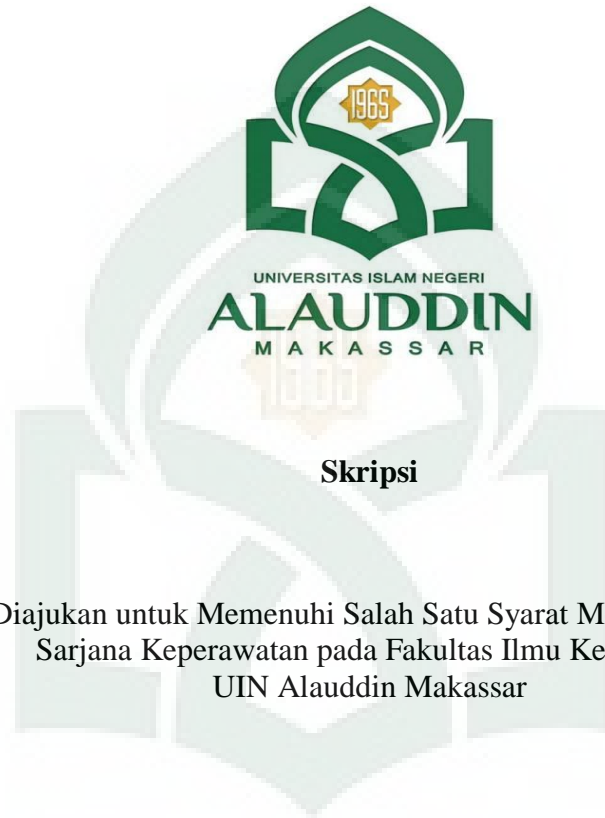 1965
UNIVERSITAS ISLAM NEGERI
ALAUDDIN
MAKASSAR
Skripsi
Diajukan untuk Memenuhi Salah Satu Syarat M
Sarjana Keperawatan pada Fakultas Ilmu Ke
UIN Alauddin Makassar